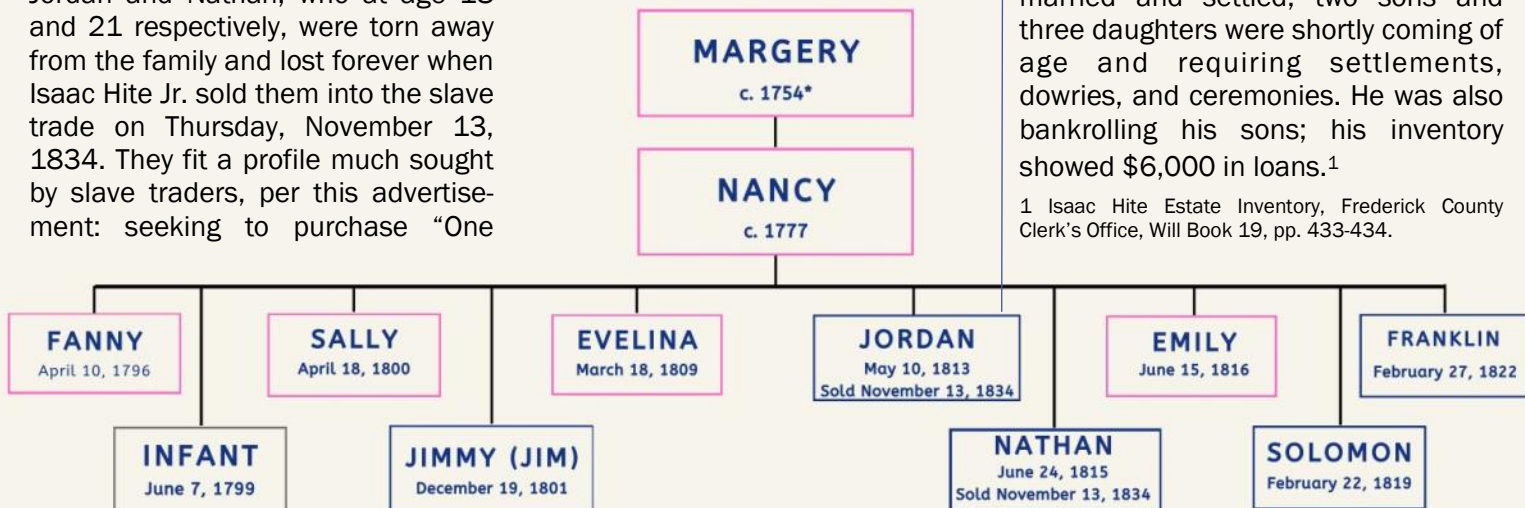 Jordan and Nathan, who at age 18
and 21 respectively, were torn away
from the family and lost forever when
Isaac Hite Jr. sold them into the slave
trade on Thursday, November 13,
1834. They fit a profile much sought
by slave traders, per this advertise-
ment: seeking to purchase “One
MARGERY
c. 1754*
NANCY
c. 1777
married and settled; two sons and
three daughters were shortly coming of
age and requiring settlements,
dowries, and ceremonies. He was also
bankrolling his sons; his inventory
showed $6,000 in loans.1
1 Isaac Hite Estate Inventory, Frederick County
Clerk’s Office, Will Book 19, pp. 433-434.
FANNY
April 10, 1796
SALLY
April 18, 1800
EVELINA
March 18, 1809
JORDAN
May 10, 1813
Sold November 13, 1834
EMILY
June 15, 1816
FRANKLIN
February 27, 1822
INFANT
June 7, 1799
JIMMY (JIM)
December 19, 1801
NATHAN
June 24, 1815
Sold November 13, 1834
SOLOMON
February 22, 1819